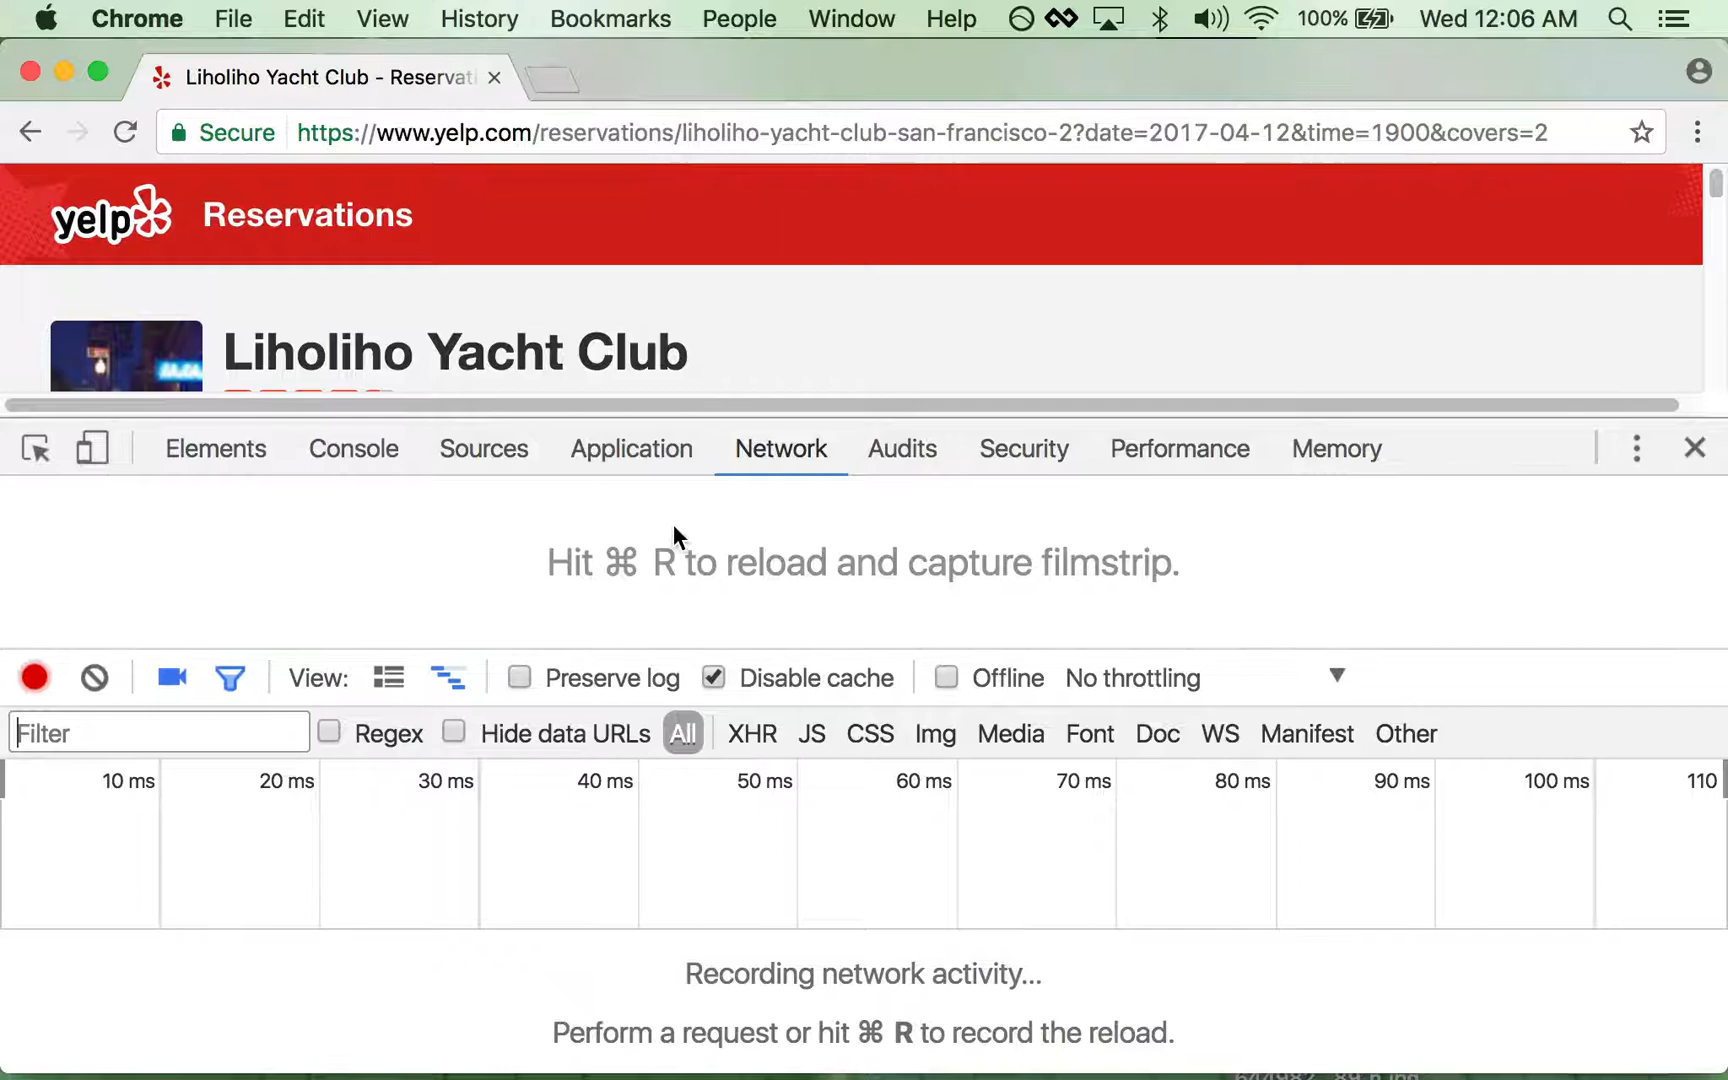 Chrome File Edit View History Bookmarks People Window Help 100% Wed 12:06 AM
Liholiho Yacht Club - Reservat
Secure https://www.yelp.com/reservations/liholiho-yacht-club-san-francisco-2?date=2017-04-12&time=1900&covers=2
yelp Reservations
Liholiho Yacht Club
Elements Console Sources Application Network Audits Security Performance Memory
Hit ⌘ R to reload and capture filmstrip.
View: Preserve log Disable cache Offline No throttling
Filter Regex Hide data URLs All XHR JS CSS Img Media Font Doc WS Manifest Other
10 ms 20 ms 30 ms 40 ms 50 ms 60 ms 70 ms 80 ms 90 ms 100 ms 110
Recording network activity...
Perform a request or hit ⌘ R to record the reload.